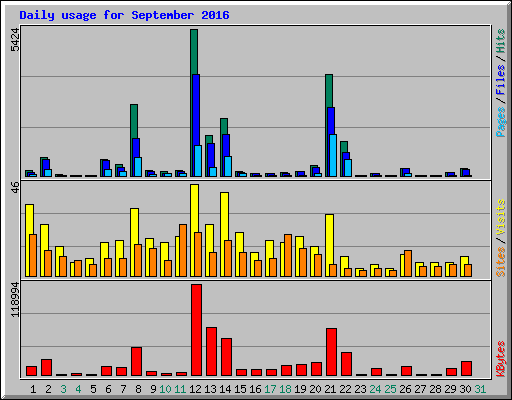 Daily usage for September 2016
5424
Pages / Files / Hits
46
Sites / Visits
118994
KBytes
1 2 3 4 5 6 7 8 9 10 11 12 13 14 15 16 17 18 19 20 21 22 23 24 25 26 27 28 29 30 31